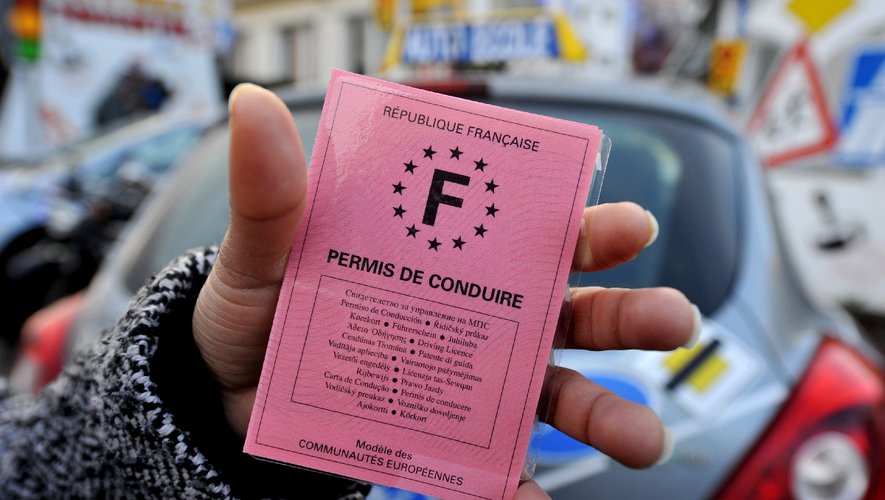 AUTO ECOLE
RÉPUBLIQUE FRANÇAISE
F
PERMIS DE CONDUIRE
Свидетелство за управление на МПС
Permiso de Conducción • Řidičský průkaz
Kørekort • Führerschein • Juhiluba
Άδεια Οδήγησης • Driving Licence
Ceadúnas Tiomána • Patente di guida
Vadītāja apliecība • Vairuotojo pažymėjimas
Vezetői engedély • Liċenzja tas-Sewqan
Rijbewijs • Prawo Jazdy
Carta de Condução • Permis de conducere
Vodičský preukaz • Vozniško dovoljenje
Ajokortti • Körkort
Modèle des
COMMUNAUTÉS EUROPÉENNES